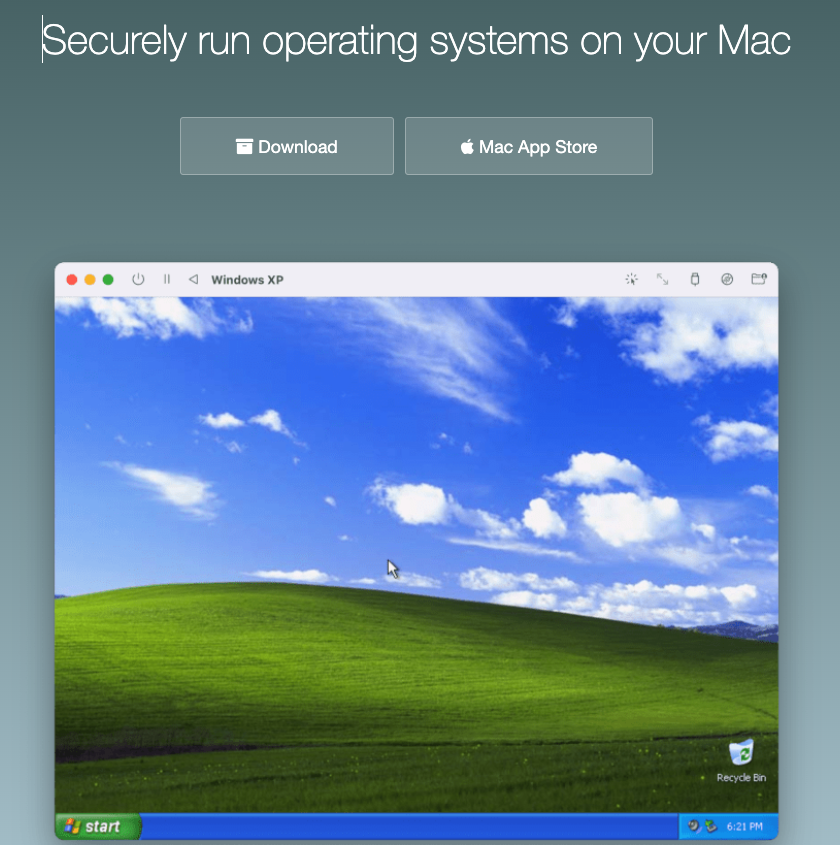 Securely run operating systems on your Mac
Download
Mac App Store
Windows XP
Recycle Bin
start
6:21 PM